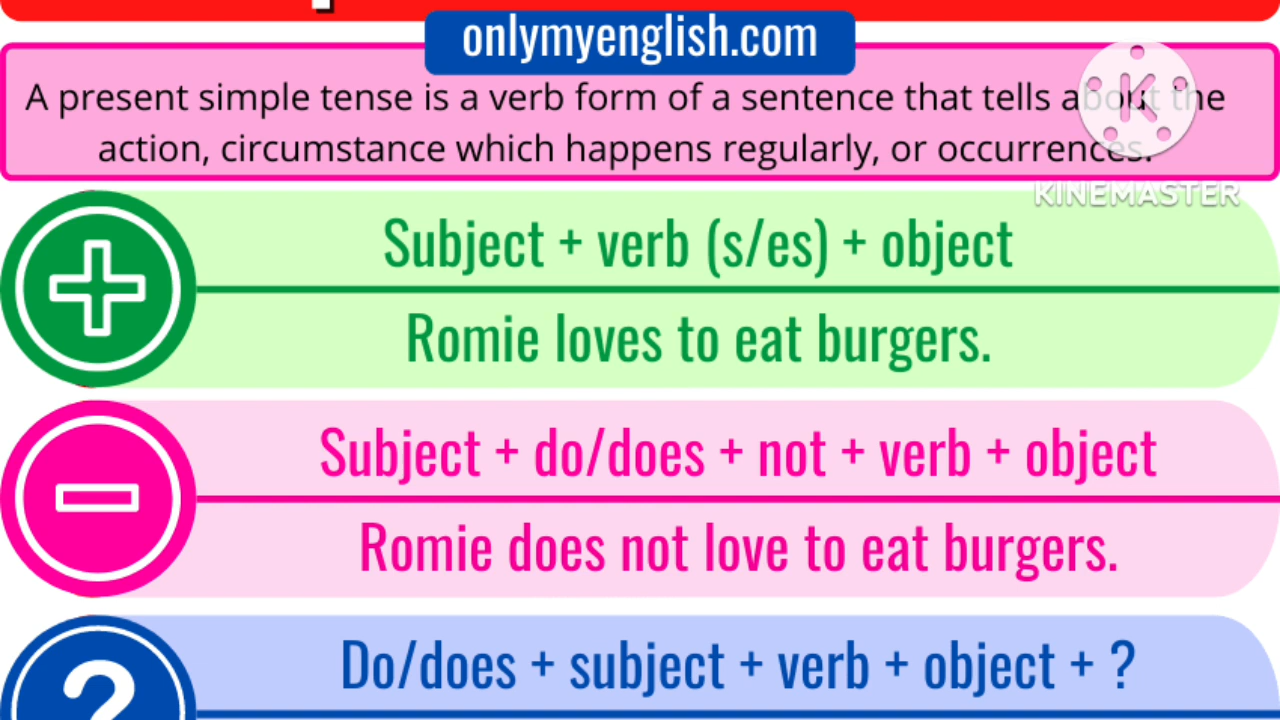 onlymyenglish.com
A present simple tense is a verb form of a sentence that tells about the
action, circumstance which happens regularly, or occurrences.
K
KINEMASTER
Subject + verb (s/es) + object
Romie loves to eat burgers.
Subject + do/does + not + verb + object
Romie does not love to eat burgers.
Do/does + subject + verb + object + ?
?